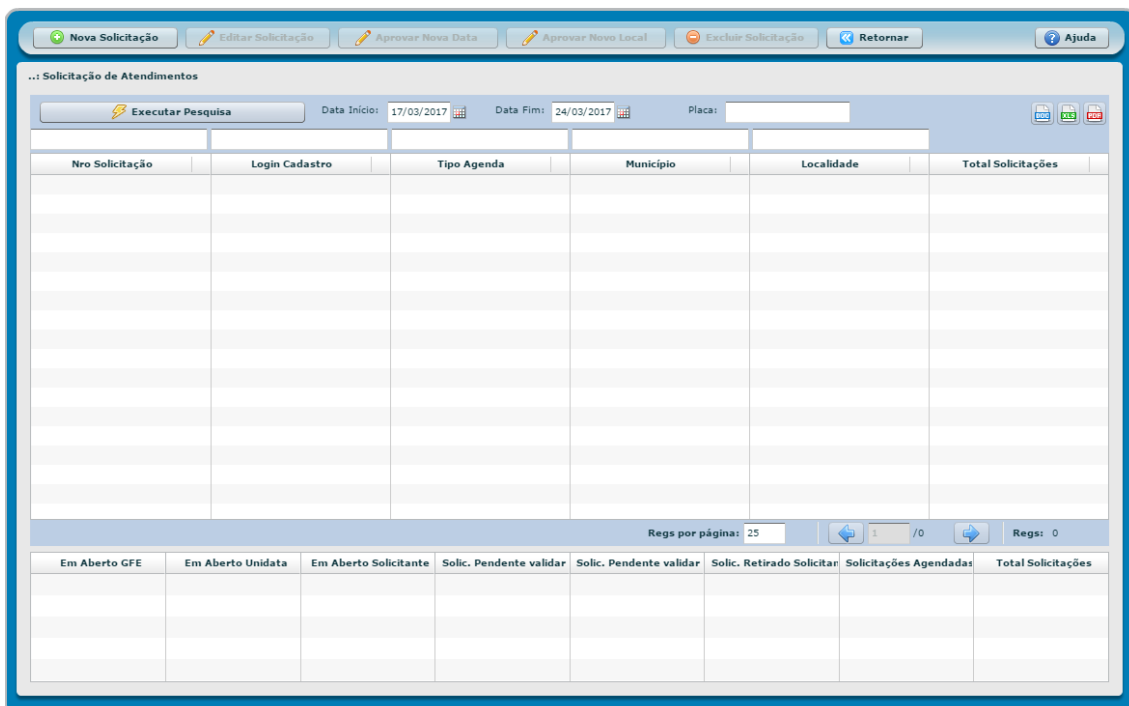 Nova Solicitação Editar Solicitação Aprovar Nova Data Aprovar Novo Local Excluir Solicitação Retornar Ajuda
..: Solicitação de Atendimentos
Executar Pesquisa Data Início: 17/03/2017 Data Fim: 24/03/2017 Placa: DOC XLS PDF
Nro Solicitação Login Cadastro Tipo Agenda Município Localidade Total Solicitações
Regs por página: 25 1 /0 Regs: 0
Em Aberto GFE Em Aberto Unidata Em Aberto Solicitante Solic. Pendente validar Solic. Pendente validar Solic. Retirado Solicitan Solicitações Agendadas Total Solicitações